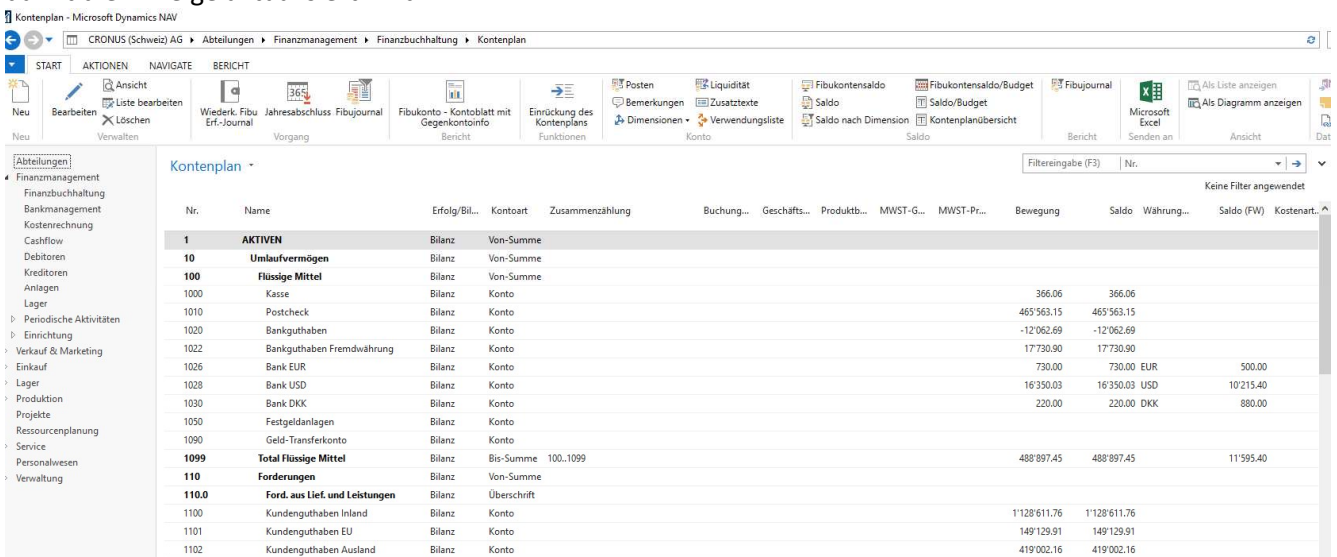 Kontenplan - Microsoft Dynamics NAV
CRONUS (Schweiz) AG ▸ Abteilungen ▸ Finanzmanagement ▸ Finanzbuchhaltung ▸ Kontenplan
START AKTIONEN NAVIGATE BERICHT
Neu
Neu
Bearbeiten
Ansicht
Liste bearbeiten
Löschen
Verwalten
Wiederk. Fibu Erf.-Journal
Jahresabschluss
Fibujournal
Vorgang
Fibukonto - Kontoblatt mit Gegenkontoinfo
Bericht
Einrückung des Kontenplans
Funktionen
Posten
Bemerkungen
Dimensionen
Liquidität
Zusatztexte
Verwendungsliste
Konto
Fibukontensaldo
Saldo
Saldo nach Dimension
Fibukontensaldo/Budget
Saldo/Budget
Kontenplanübersicht
Saldo
Fibujournal
Bericht
Microsoft Excel
Senden an
Als Liste anzeigen
Als Diagramm anzeigen
Ansicht
Dat
Abteilungen
Finanzmanagement
Finanzbuchhaltung
Bankmanagement
Kostenrechnung
Cashflow
Debitoren
Kreditoren
Anlagen
Lager
Periodische Aktivitäten
Einrichtung
Verkauf & Marketing
Einkauf
Lager
Produktion
Projekte
Ressourcenplanung
Service
Personalwesen
Verwaltung
Kontenplan
Filtereingabe (F3) Nr.
Keine Filter angewendet
Nr. Name Erfolg/Bil... Kontoart Zusammenzählung Buchung... Geschäfts... Produktb... MWST-G... MWST-Pr... Bewegung Saldo Währung... Saldo (FW) Kostenart...
1 AKTIVEN Bilanz Von-Summe
10 Umlaufvermögen Bilanz Von-Summe
100 Flüssige Mittel Bilanz Von-Summe
1000 Kasse Bilanz Konto 366.06 366.06
1010 Postcheck Bilanz Konto 465'563.15 465'563.15
1020 Bankguthaben Bilanz Konto -12'062.69 -12'062.69
1022 Bankguthaben Fremdwährung Bilanz Konto 17'730.90 17'730.90
1026 Bank EUR Bilanz Konto 730.00 730.00 EUR 500.00
1028 Bank USD Bilanz Konto 16'350.03 16'350.03 USD 10'215.40
1030 Bank DKK Bilanz Konto 220.00 220.00 DKK 880.00
1050 Festgeldanlagen Bilanz Konto
1090 Geld-Transferkonto Bilanz Konto
1099 Total Flüssige Mittel Bilanz Bis-Summe 100..1099 488'897.45 488'897.45 11'595.40
110 Forderungen Bilanz Von-Summe
110.0 Ford. aus Lief. und Leistungen Bilanz Überschrift
1100 Kundenguthaben Inland Bilanz Konto 1'128'611.76 1'128'611.76
1101 Kundenguthaben EU Bilanz Konto 149'129.91 149'129.91
1102 Kundenguthaben Ausland Bilanz Konto 419'002.16 419'002.16